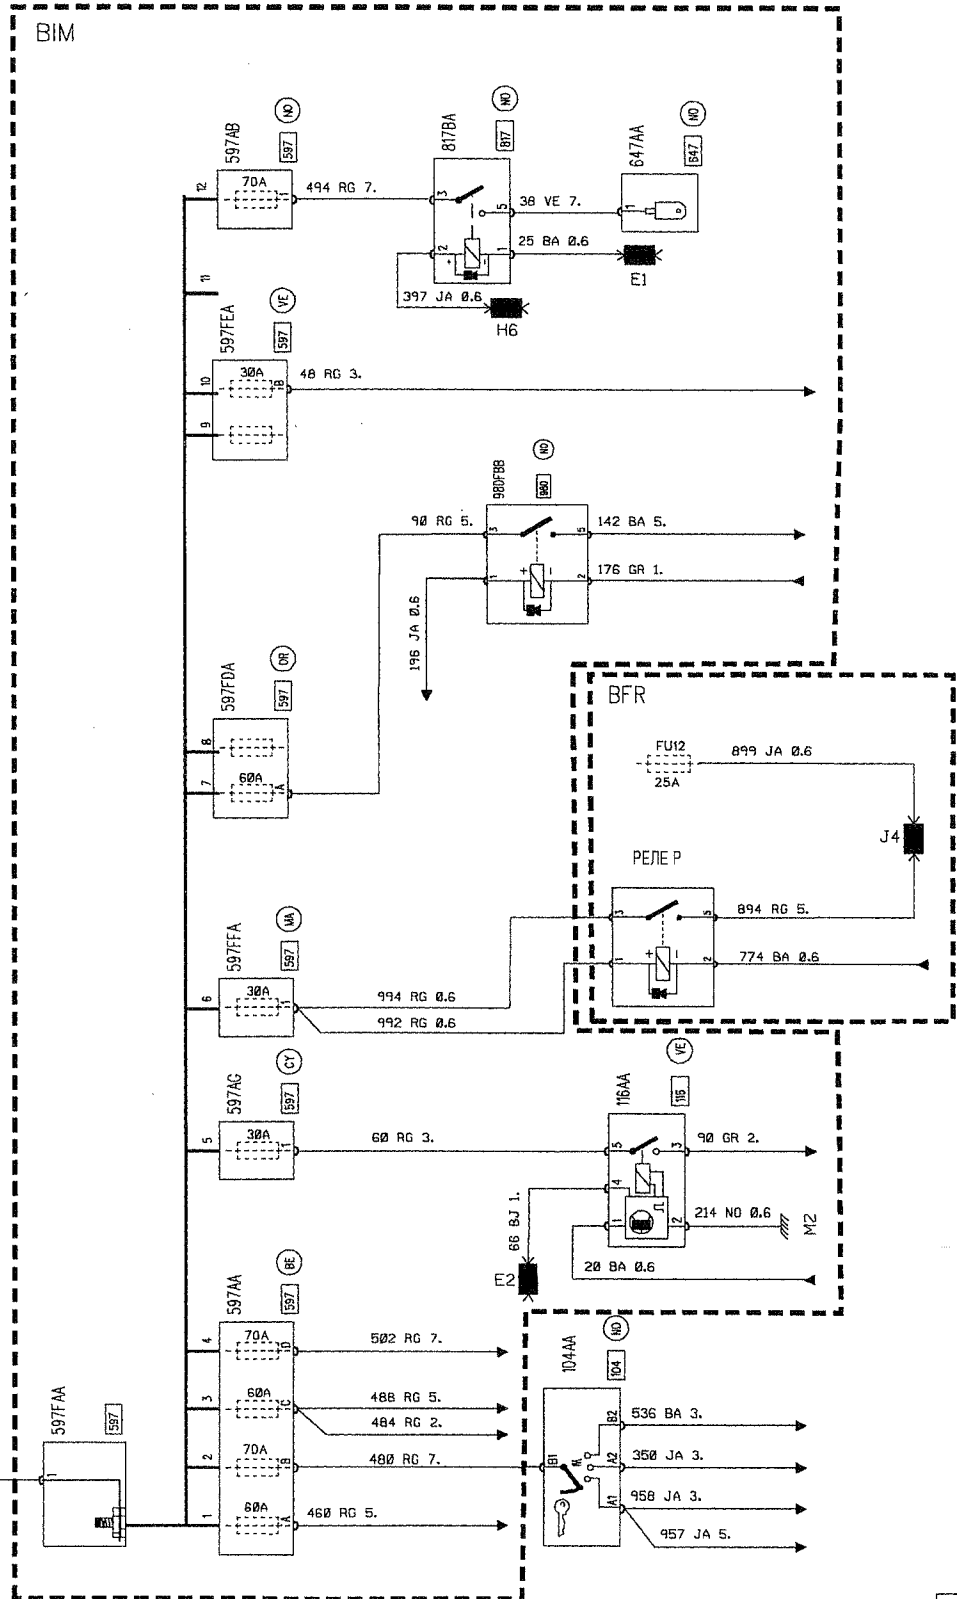 BIM
12
597AB
70A
1
597
NO
494 RG 7.
817BA
817
NO
3
5
2
1
+
-
38 VE 7.
25 BA 0.6
397 JA 0.6
H6
E1
647AA
647
NO
1
11
597FEA
597
VE
10
30A
B
48 RG 3.
9
980FBB
980
NO
90 RG 5.
3
5
142 BA 5.
1
+
-
2
176 GR 1.
196 JA 0.6
597FDA
597
OR
8
7
60A
A
BFR
FU12
25A
899 JA 0.6
J4
РЕЛЕ Р
3
5
894 RG 5.
1
+
-
2
774 BA 0.6
597FFA
597
MA
6
30A
1
994 RG 0.6
992 RG 0.6
597AG
597
CY
5
30A
1
60 RG 3.
116AA
116
VE
5
3
90 GR 2.
4
1
2
214 NO 0.6
M2
66 BJ 1.
E2
20 BA 0.6
597AA
597
BE
4
70A
D
502 RG 7.
3
60A
C
488 RG 5.
484 RG 2.
2
70A
B
480 RG 7.
1
60A
A
460 RG 5.
597FAA
597
1
104AA
104
NO
B1
M
B2
536 BA 3.
A2
350 JA 3.
A1
958 JA 3.
957 JA 5.